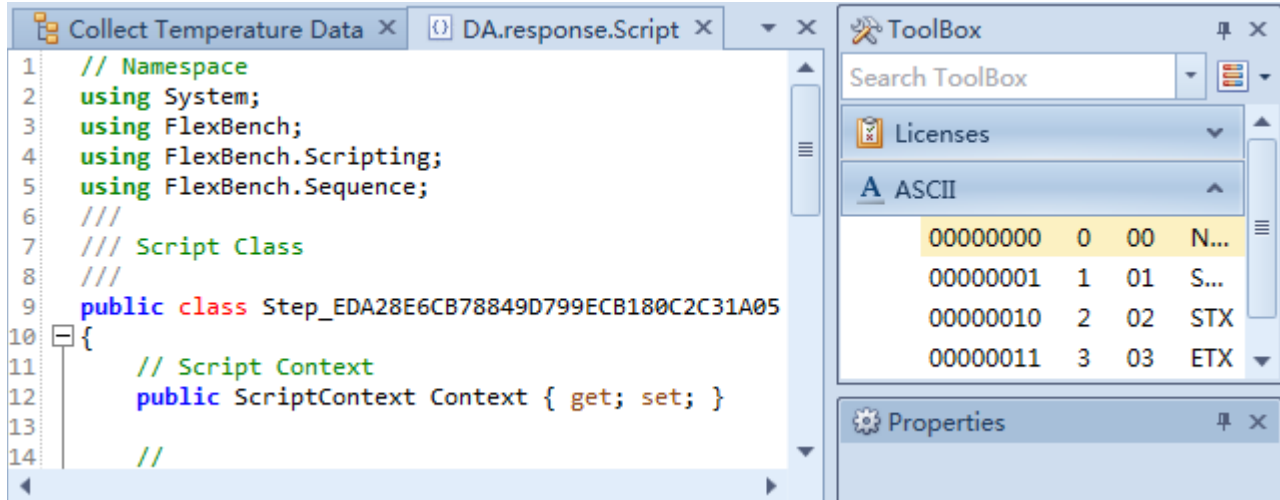 Collect Temperature Data
DA.response.Script
1 // Namespace
2 using System;
3 using FlexBench;
4 using FlexBench.Scripting;
5 using FlexBench.Sequence;
6 ///
7 /// Script Class
8 ///
9 public class Step_EDA28E6CB78849D799ECB180C2C31A05
10 {
11 // Script Context
12 public ScriptContext Context { get; set; }
13
14 //
ToolBox
Search ToolBox
Licenses
A ASCII
00000000 0 00 N...
00000001 1 01 S...
00000010 2 02 STX
00000011 3 03 ETX
Properties